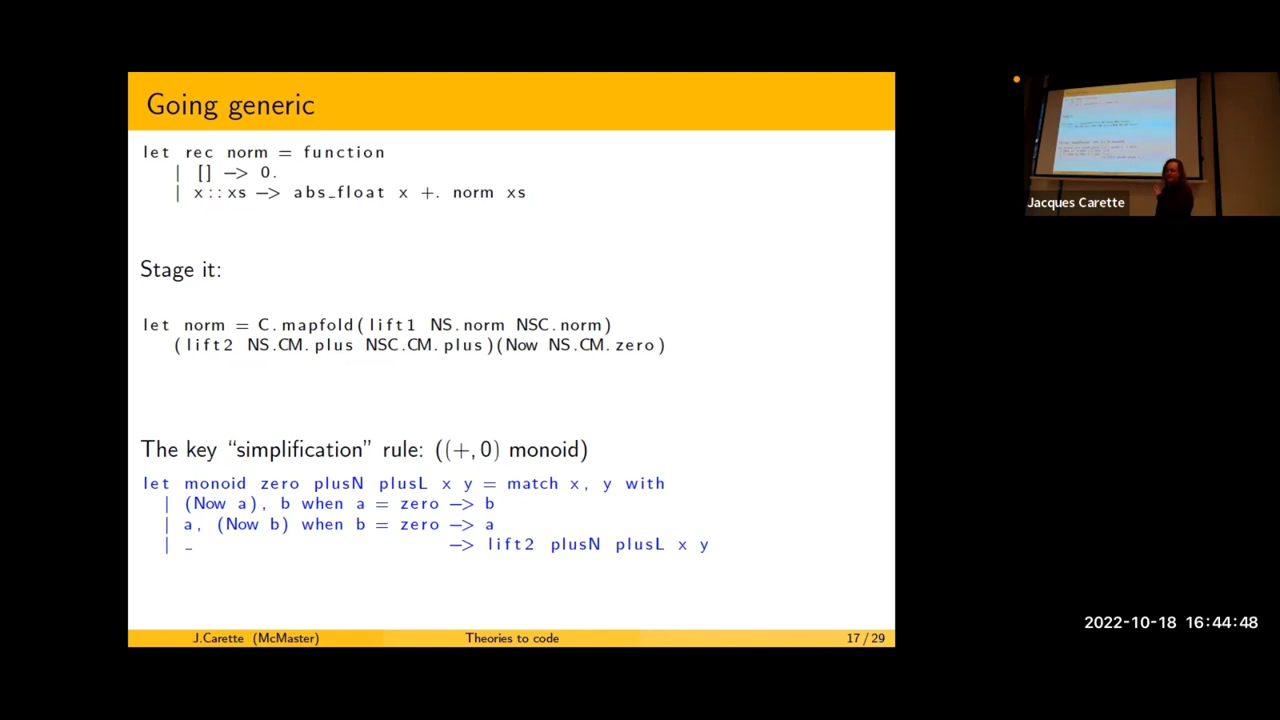 Going generic
let rec norm = function
| [] −> 0.
| x::xs −> abs_float x +. norm xs
Stage it:
let norm = C.mapfold(lift1 NS.norm NSC.norm)
(lift2 NS.CM.plus NSC.CM.plus)(Now NS.CM.zero)
The key “simplification” rule: ((+, 0) monoid)
let monoid zero plusN plusL x y = match x, y with
| (Now a), b when a = zero −> b
| a, (Now b) when b = zero −> a
| _ −> lift2 plusN plusL x y
J.Carette (McMaster) Theories to code 17 / 29
Jacques Carette
2022-10-18 16:44:48